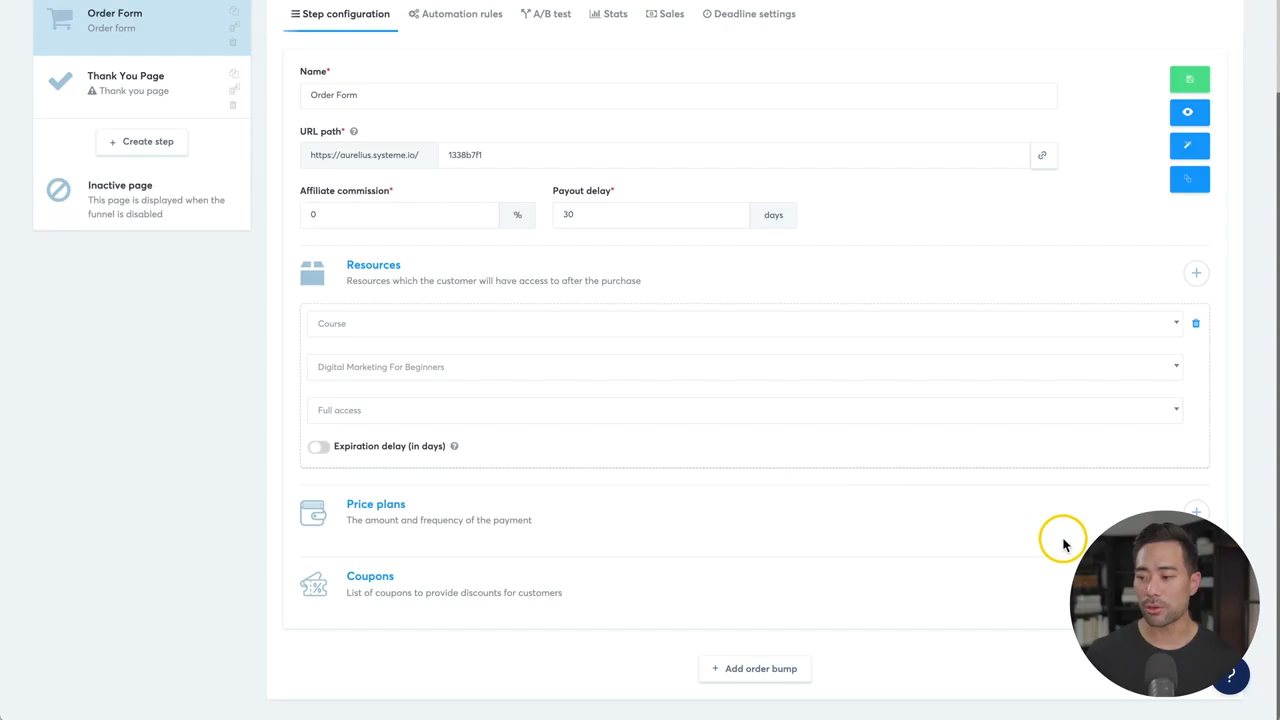 Order Form
Order form
Thank You Page
Thank you page
+ Create step
Inactive page
This page is displayed when the
funnel is disabled
Step configuration
Automation rules
A/B test
Stats
Sales
Deadline settings
Name*
Order Form
URL path* ?
https://aurelius.systeme.io/
1338b7f1
Affiliate commission*
Payout delay*
0
%
30
days
Resources
Resources which the customer will have access to after the purchase
Course
Digital Marketing For Beginners
Full access
Expiration delay (in days) ?
Price plans
The amount and frequency of the payment
Coupons
List of coupons to provide discounts for customers
+ Add order bump
?